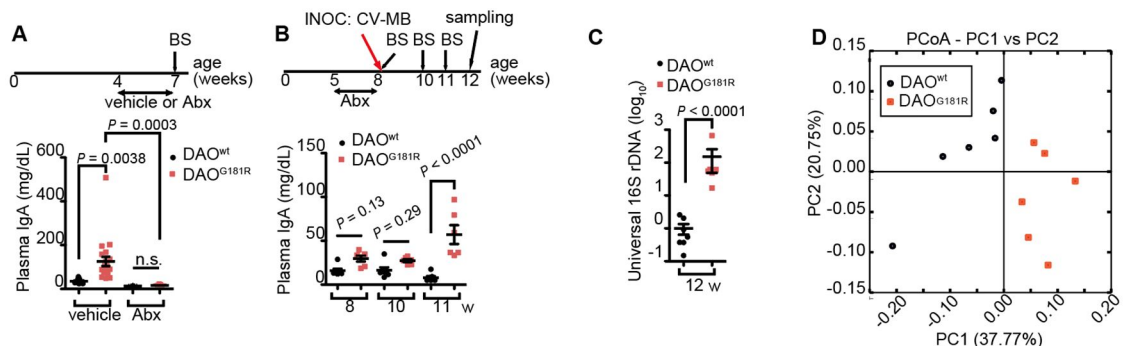 A
BS
age
(weeks)
0
4
7
vehicle or Abx
P = 0.0003
P = 0.0038
DAOwt
DAOG181R
Plasma IgA (mg/dL)
600
400
200
0
n.s.
vehicle
Abx
B
INOC: CV-MB
sampling
BS
BS
BS
age
(weeks)
0
5
8
10
11
12
Abx
DAOwt
DAOG181R
P < 0.0001
P = 0.13
P = 0.29
Plasma IgA (mg/dL)
150
100
50
0
8
10
11
w
C
DAOwt
DAOG181R
P < 0.0001
Universal 16S rDNA (log10)
3
2
1
0
-1
12 w
D
PCoA - PC1 vs PC2
DAOwt
DAOG181R
PC2 (20.75%)
0.15
0.10
0.05
0.00
-0.05
-0.10
-0.15
-0.20
-0.10
0.00
0.10
0.20
PC1 (37.77%)